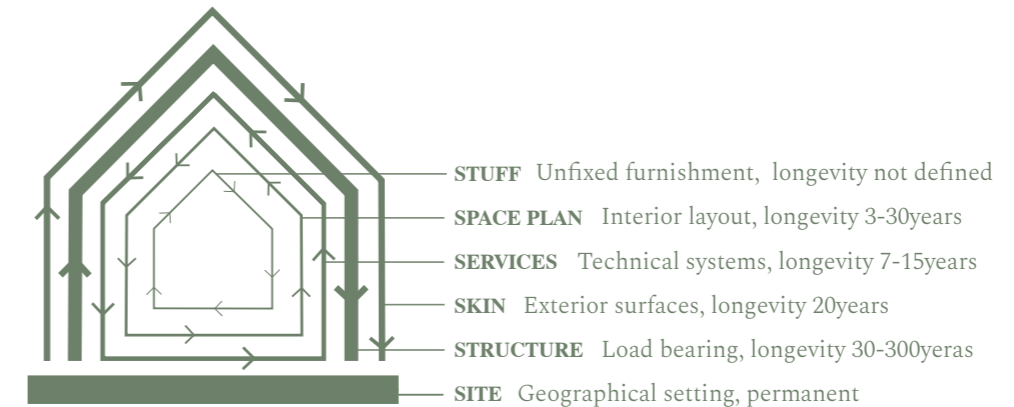 STUFF Unfixed furnishment, longevity not defined
SPACE PLAN Interior layout, longevity 3-30years
SERVICES Technical systems, longevity 7-15years
SKIN Exterior surfaces, longevity 20years
STRUCTURE Load bearing, longevity 30-300yeras
SITE Geographical setting, permanent